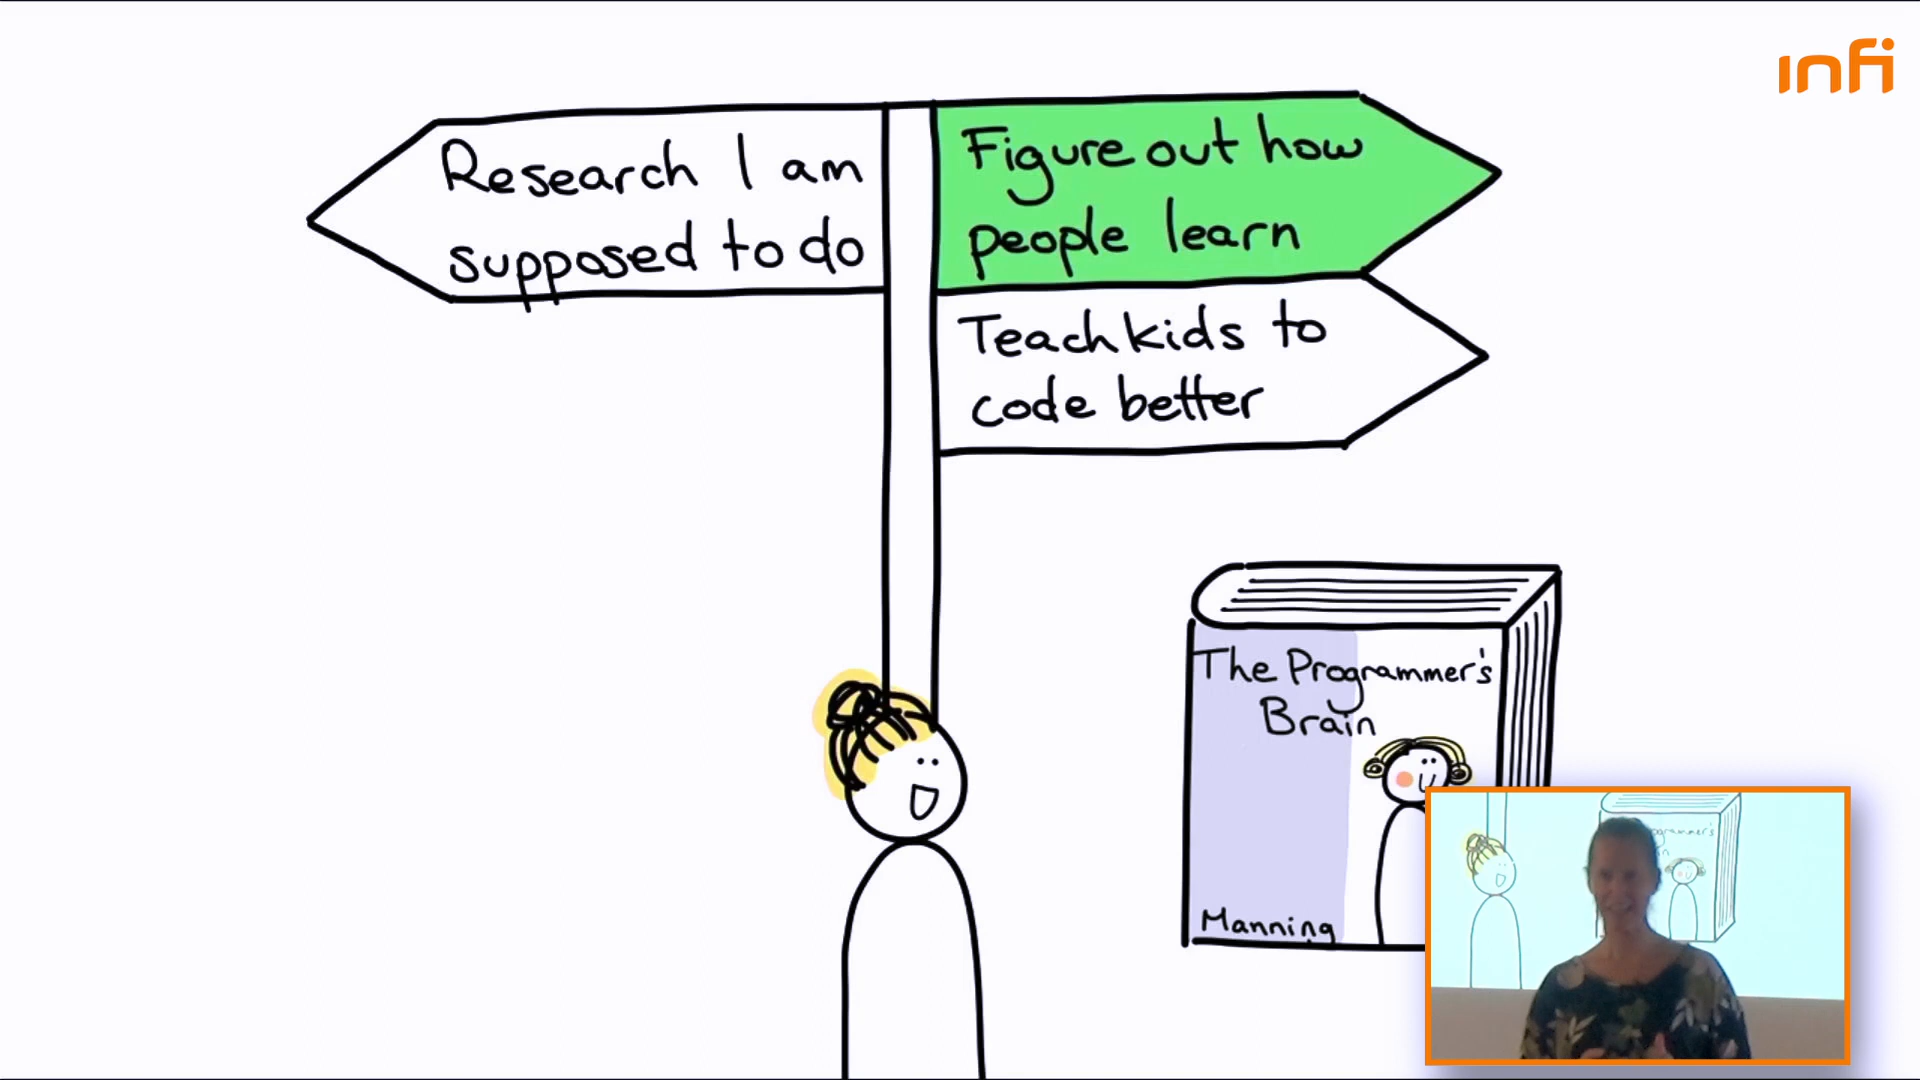 infi
Research I am
supposed to do
Figure out how
people learn
Teach kids to
code better
The Programmer's
Brain
Manning